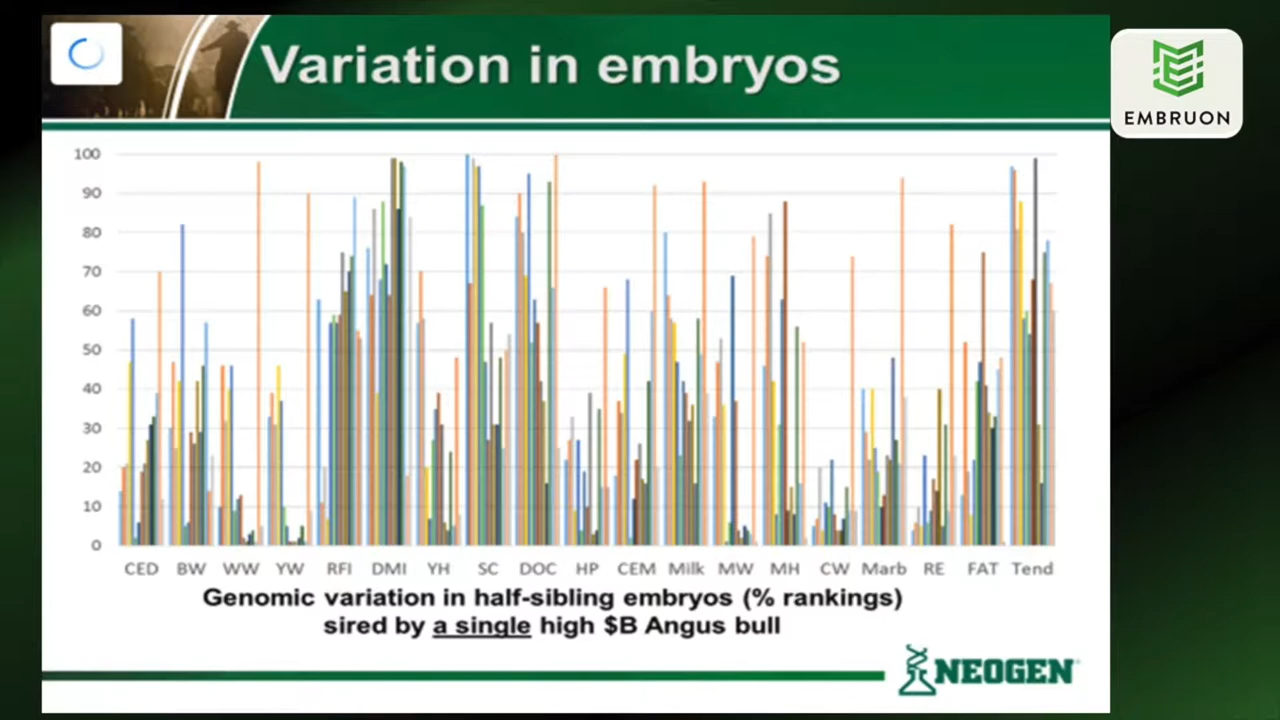 Variation in embryos
EMBRUON
100
90
80
70
60
50
40
30
20
10
0
CED BW WW YW RFI DMI YH SC DOC HP CEM Milk MW MH CW Marb RE FAT Tend
Genomic variation in half-sibling embryos (% rankings)
sired by a single high $B Angus bull
NEOGEN